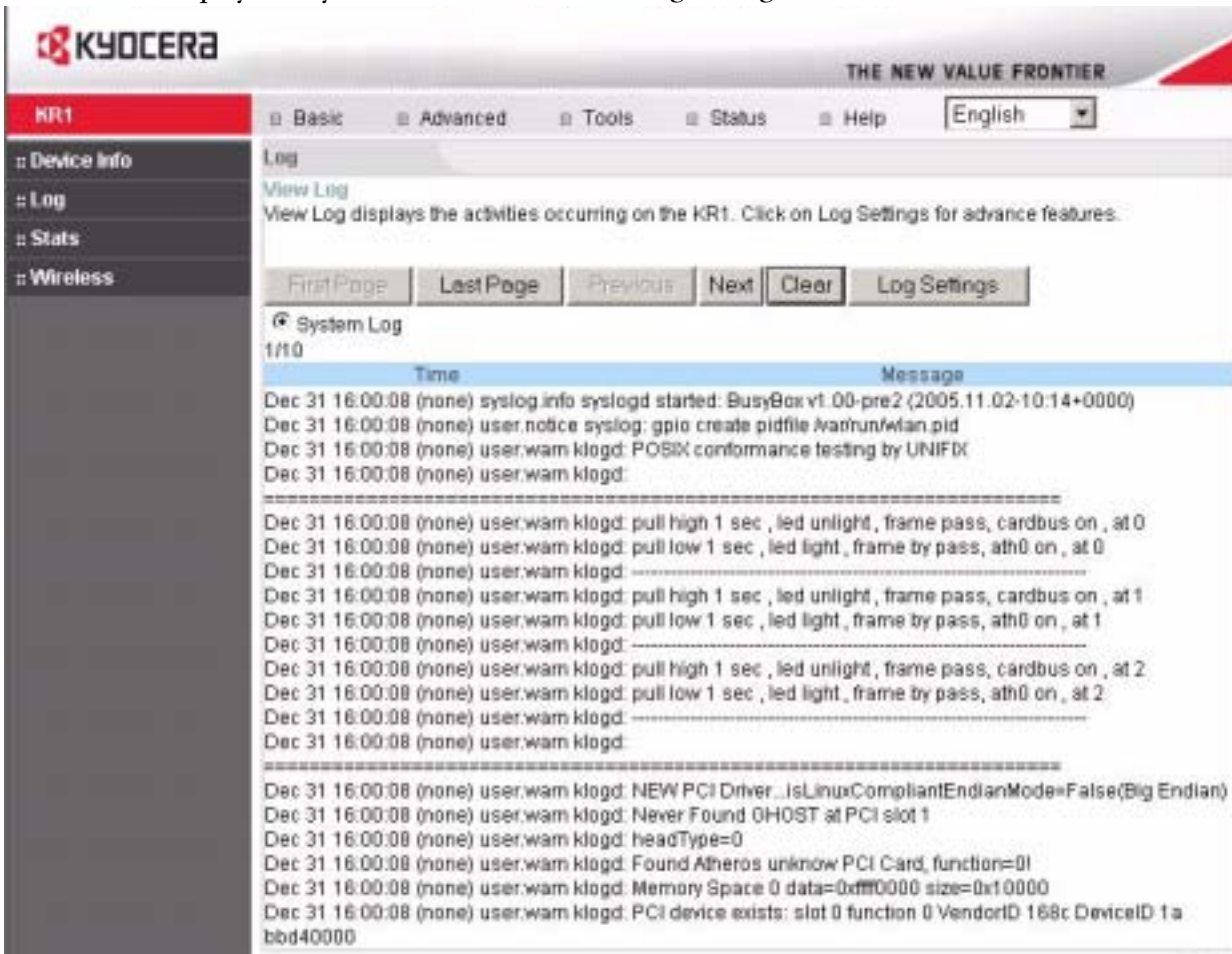 KYOCERA
THE NEW VALUE FRONTIER
KR1
Basic Advanced Tools Status Help English
:: Device Info
:: Log
:: Stats
:: Wireless
Log
View Log
View Log displays the activities occurring on the KR1. Click on Log Settings for advance features.
First Page Last Page Previous Next Clear Log Settings
System Log
1/10
Time Message
Dec 31 16:00:08 (none) syslog.info syslogd started: BusyBox v1.00-pre2 (2005.11.02-10:14+0000)
Dec 31 16:00:08 (none) user.notice syslog: gpio create pidfile /var/run/wlan.pid
Dec 31 16:00:08 (none) user.warn klogd: POSIX conformance testing by UNIFIX
Dec 31 16:00:08 (none) user.warn klogd:
========================================================================
Dec 31 16:00:08 (none) user.warn klogd: pull high 1 sec , led unlight , frame pass, cardbus on , at 0
Dec 31 16:00:08 (none) user.warn klogd: pull low 1 sec , led light , frame by pass, ath0 on , at 0
Dec 31 16:00:08 (none) user.warn klogd: ------------------------------------------------------------------------
Dec 31 16:00:08 (none) user.warn klogd: pull high 1 sec , led unlight , frame pass, cardbus on , at 1
Dec 31 16:00:08 (none) user.warn klogd: pull low 1 sec , led light , frame by pass, ath0 on , at 1
Dec 31 16:00:08 (none) user.warn klogd: ------------------------------------------------------------------------
Dec 31 16:00:08 (none) user.warn klogd: pull high 1 sec , led unlight , frame pass, cardbus on , at 2
Dec 31 16:00:08 (none) user.warn klogd: pull low 1 sec , led light , frame by pass, ath0 on , at 2
Dec 31 16:00:08 (none) user.warn klogd: ------------------------------------------------------------------------
Dec 31 16:00:08 (none) user.warn klogd:
========================================================================
Dec 31 16:00:08 (none) user.warn klogd: NEW PCI Driver...isLinuxCompliantEndianMode=False(Big Endian)
Dec 31 16:00:08 (none) user.warn klogd: Never Found GHOST at PCI slot 1
Dec 31 16:00:08 (none) user.warn klogd: headType=0
Dec 31 16:00:08 (none) user.warn klogd: Found Atheros unknow PCI Card, function=0!
Dec 31 16:00:08 (none) user.warn klogd: Memory Space 0 data=0xffff0000 size=0x10000
Dec 31 16:00:08 (none) user.warn klogd: PCI device exists: slot 0 function 0 VendorID 168c DeviceID 1a
bbd40000